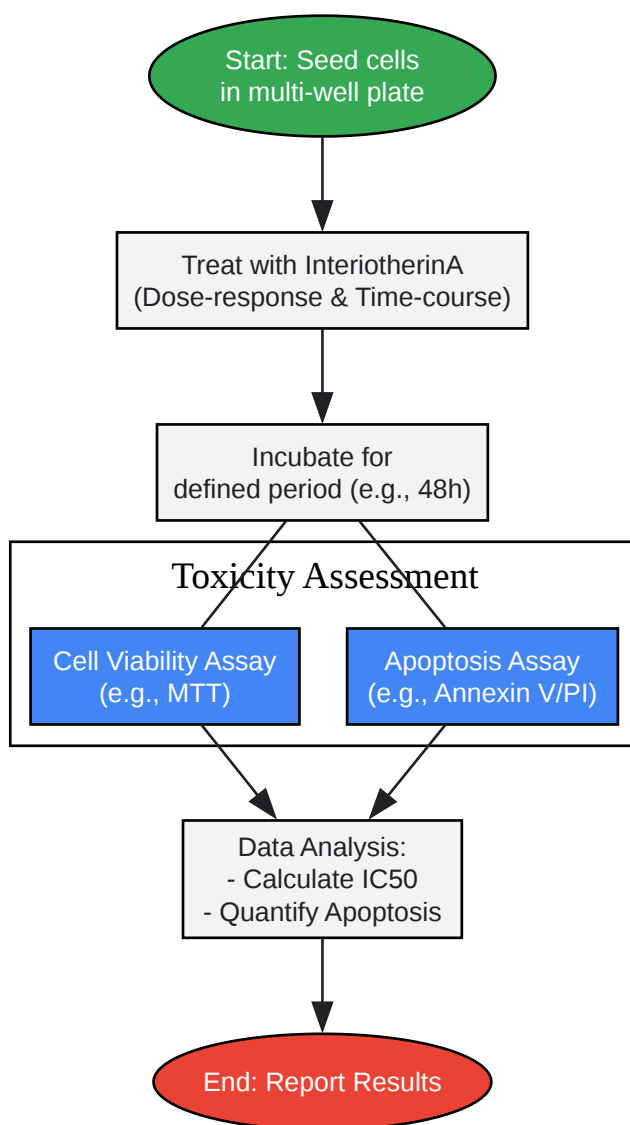 Start: Seed cells
in multi-well plate
Treat with InteriotherinA
(Dose-response & Time-course)
Incubate for
defined period (e.g., 48h)
Toxicity Assessment
Cell Viability Assay
(e.g., MTT)
Apoptosis Assay
(e.g., Annexin V/PI)
Data Analysis:
- Calculate IC50
- Quantify Apoptosis
End: Report Results